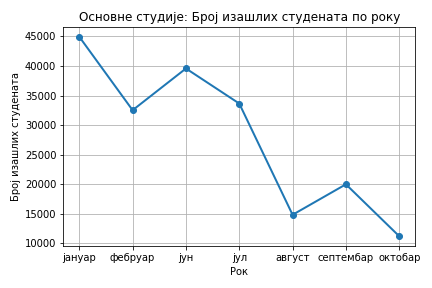 Основне студије: Број изашлих студената по року
Број изашлих студената
45000
40000
35000
30000
25000
20000
15000
10000
јануар
фебруар
јун
јул
август
септембар
октобар
Рок